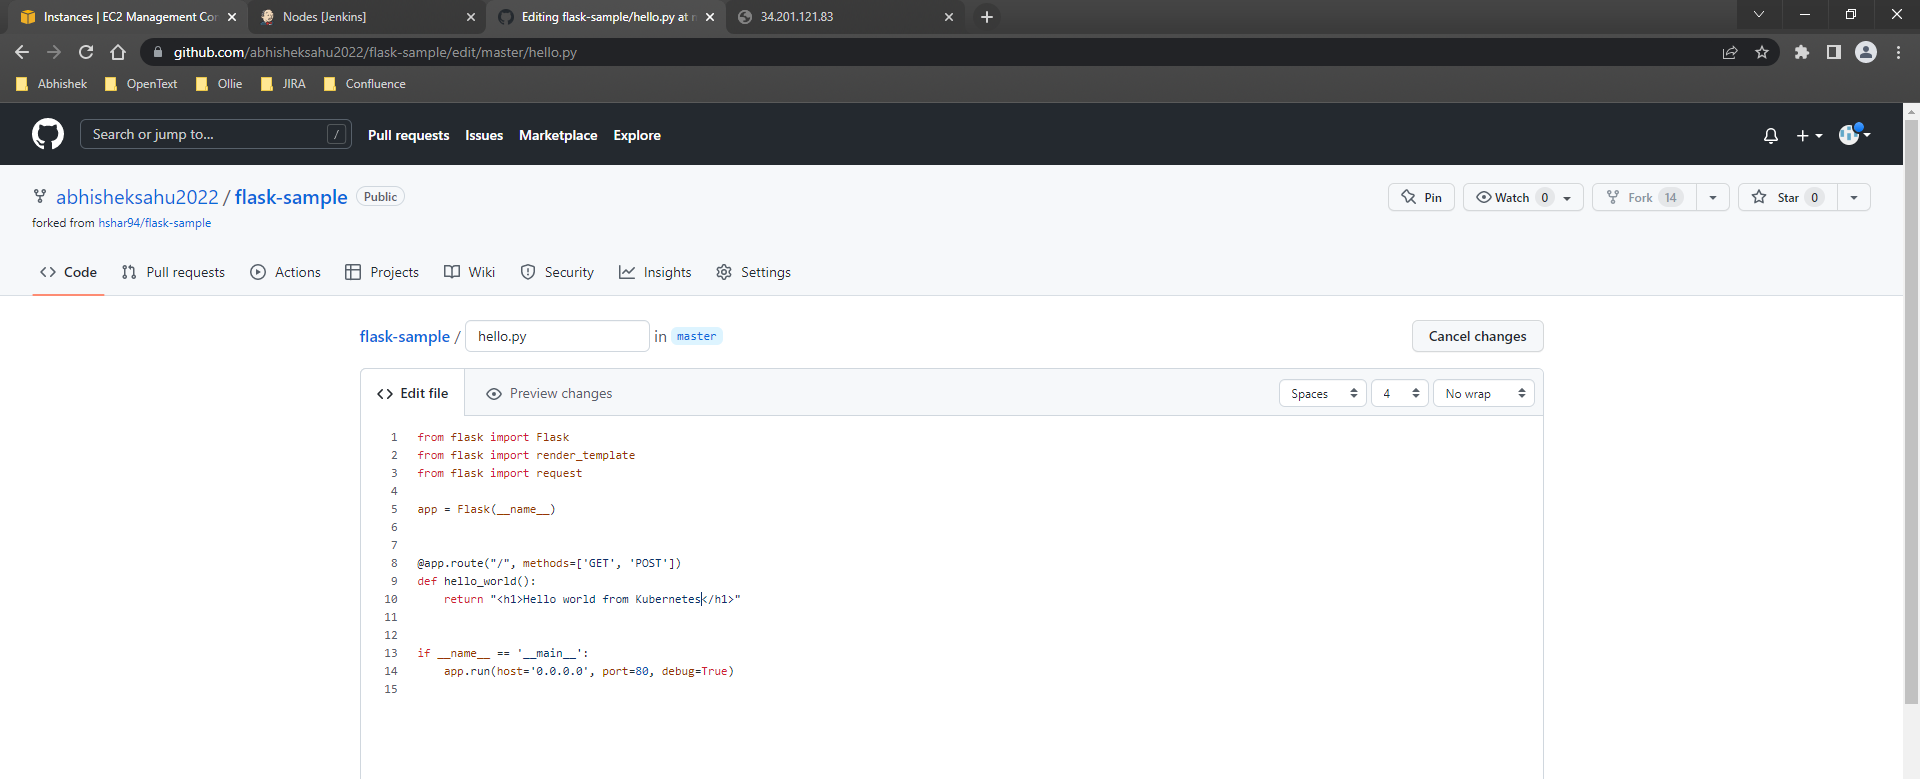 Instances | EC2 Management Con
Nodes [Jenkins]
Editing flask-sample/hello.py at m
34.201.121.83
github.com/abhisheksahu2022/flask-sample/edit/master/hello.py
Abhishek
OpenText
Ollie
JIRA
Confluence
Search or jump to...
/
Pull requests
Issues
Marketplace
Explore
abhisheksahu2022 / flask-sample
Public
Pin
Watch 0
Fork 14
Star 0
forked from hshar94/flask-sample
Code
Pull requests
Actions
Projects
Wiki
Security
Insights
Settings
flask-sample / hello.py in master
Cancel changes
Edit file
Preview changes
Spaces
4
No wrap
1 from flask import Flask
2 from flask import render_template
3 from flask import request
4
5 app = Flask(__name__)
6
7
8 @app.route("/", methods=['GET', 'POST'])
9 def hello_world():
10 return "<h1>Hello world from Kubernetes</h1>"
11
12
13 if __name__ == '__main__':
14 app.run(host='0.0.0.0', port=80, debug=True)
15